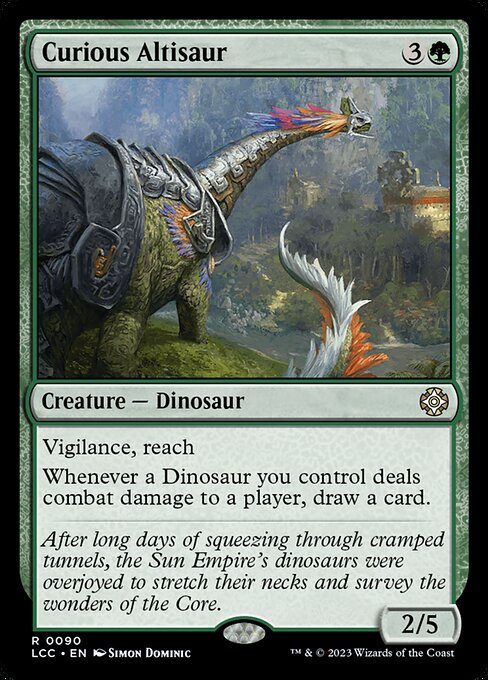 Curious Altisaur 3
Creature — Dinosaur
Vigilance, reach
Whenever a Dinosaur you control deals
combat damage to a player, draw a card.
After long days of squeezing through cramped
tunnels, the Sun Empire's dinosaurs were
overjoyed to stretch their necks and survey the
wonders of the Core.
2/5
R 0090
LCC • EN Simon Dominic
™ & © 2023 Wizards of the Coast